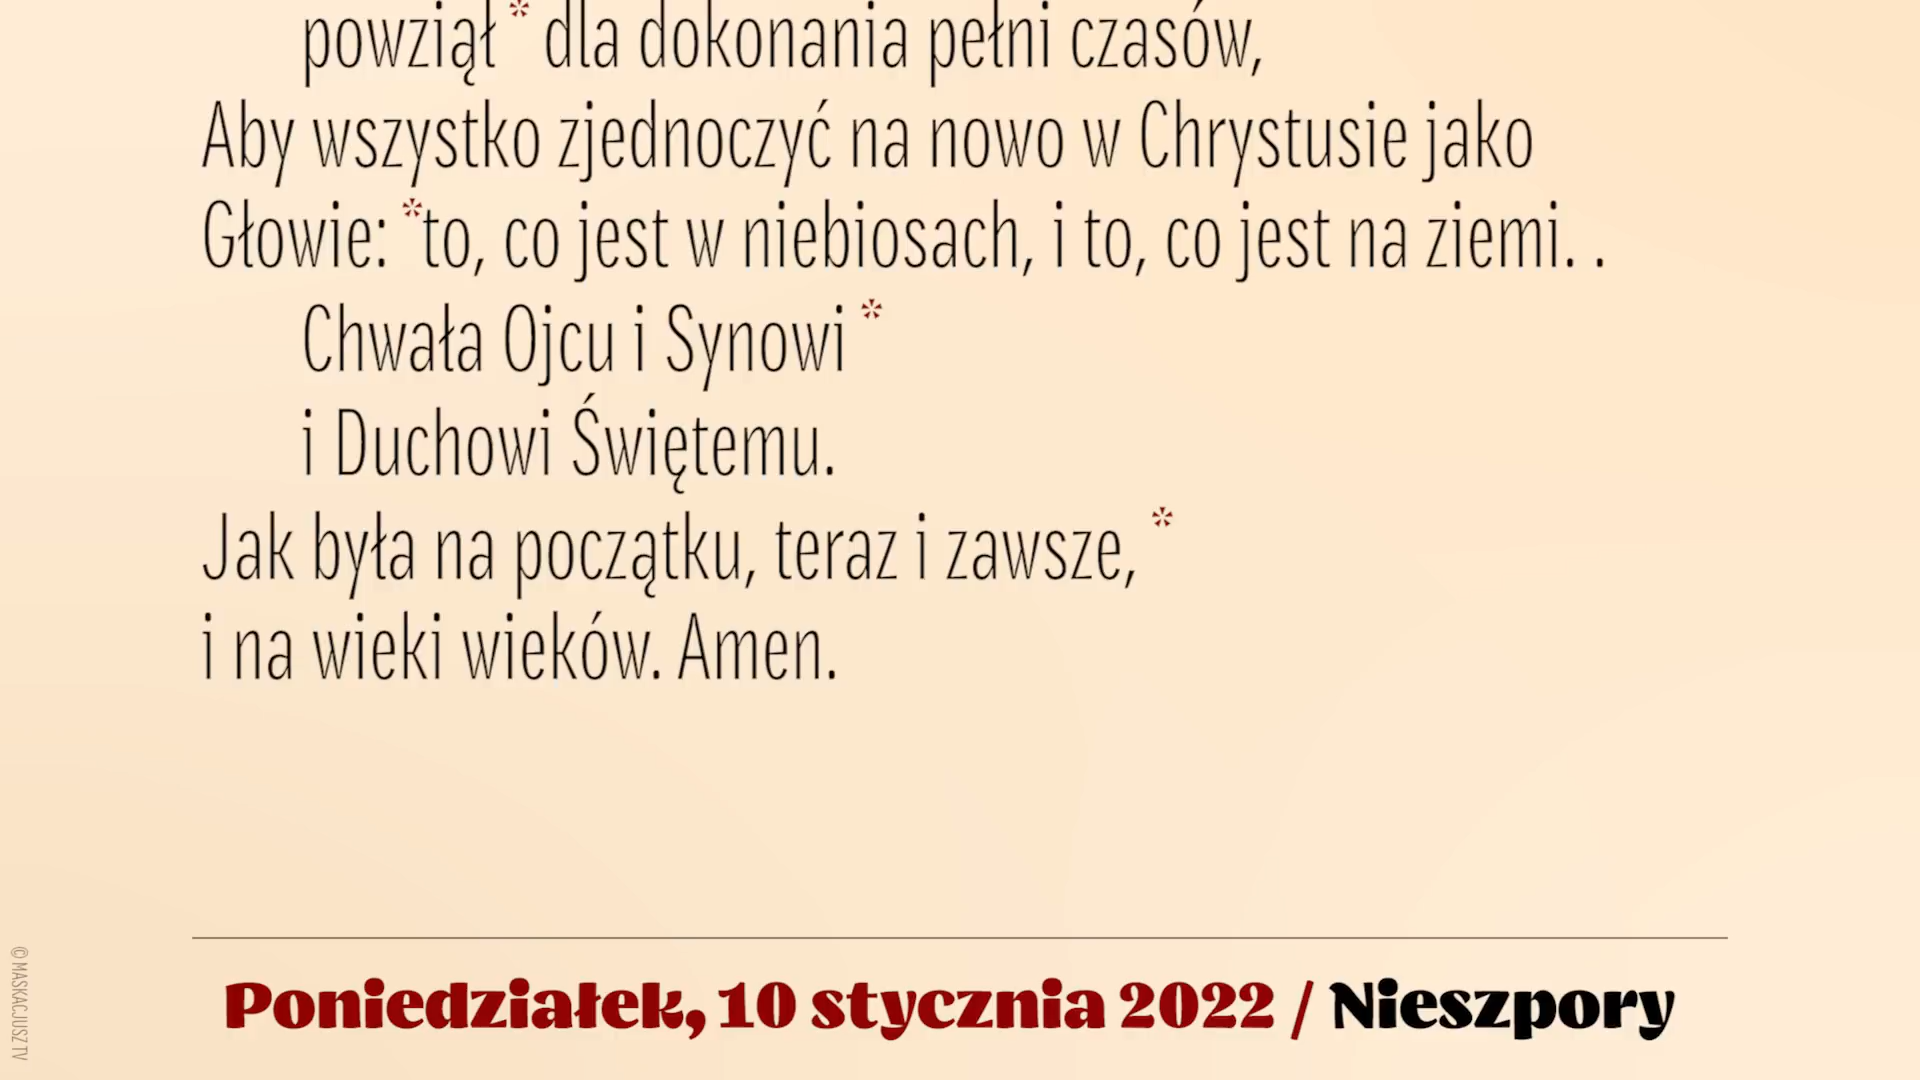 powziął * dla dokonania pełni czasów,
Aby wszystko zjednoczyć na nowo w Chrystusie jako
Głowie: *to, co jest w niebiosach, i to, co jest na ziemi. .
Chwała Ojcu i Synowi *
i Duchowi Świętemu.
Jak była na początku, teraz i zawsze, *
i na wieki wieków. Amen.
Poniedziałek, 10 stycznia 2022 / Nieszpory
© MASKACJUSZ TV